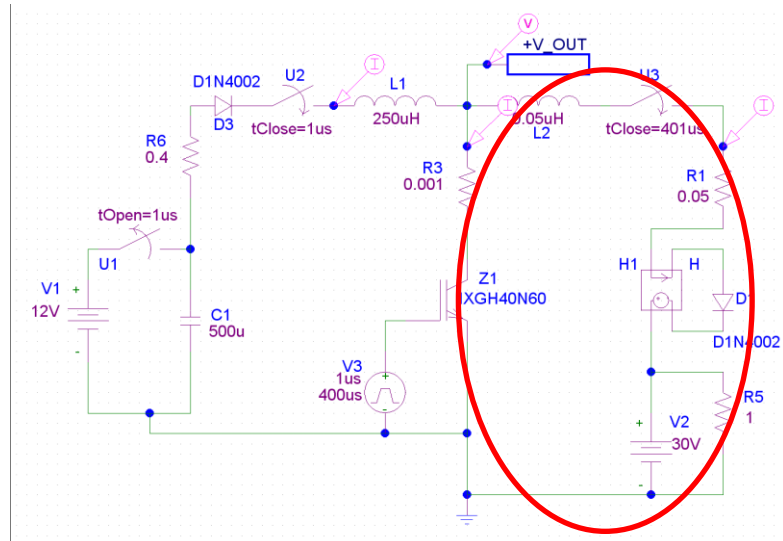 V
+V_OUT
D1N4002
U2
I
L1
U3
I
D3
tClose=1us
250uH
I
0.05uH
L2
tClose=401us
R6
0.4
R3
0.001
R1
0.05
tOpen=1us
U1
Z1
IXGH40N60
H1
H
V1
+
12V
-
C1
500u
D1
D1N4002
V3
1us
+
400us
-
R5
1
+
V2
30V
-